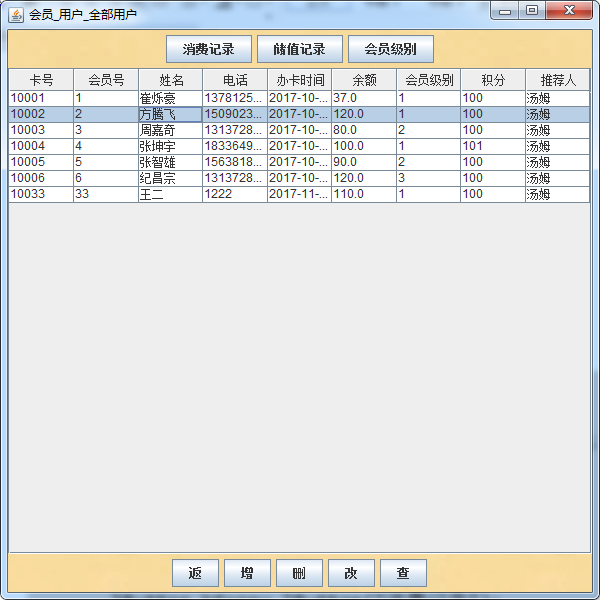 会员_用户_全部用户
消费记录 储值记录 会员级别
卡号 会员号 姓名 电话 办卡时间 余额 会员级别 积分 推荐人
10001 1 崔烁豪 1378125... 2017-10-... 37.0 1 100 汤姆
10002 2 方腾飞 1509023... 2017-10-... 120.0 1 100 汤姆
10003 3 周嘉奇 1313728... 2017-10-... 80.0 2 100 汤姆
10004 4 张坤宇 1833649... 2017-10-... 100.0 1 101 汤姆
10005 5 张智雄 1563818... 2017-10-... 90.0 2 100 汤姆
10006 6 纪昌宗 1313728... 2017-10-... 120.0 3 100 汤姆
10033 33 王二 1222 2017-11-... 110.0 1 100 汤姆
返 增 删 改 查